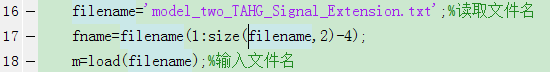 16 — filename='model_two_TAHG_Signal_Extension.txt';%读取文件名
17 — fname=filename(1:size(filename,2)-4);
18 — m=load(filename);%输入文件名